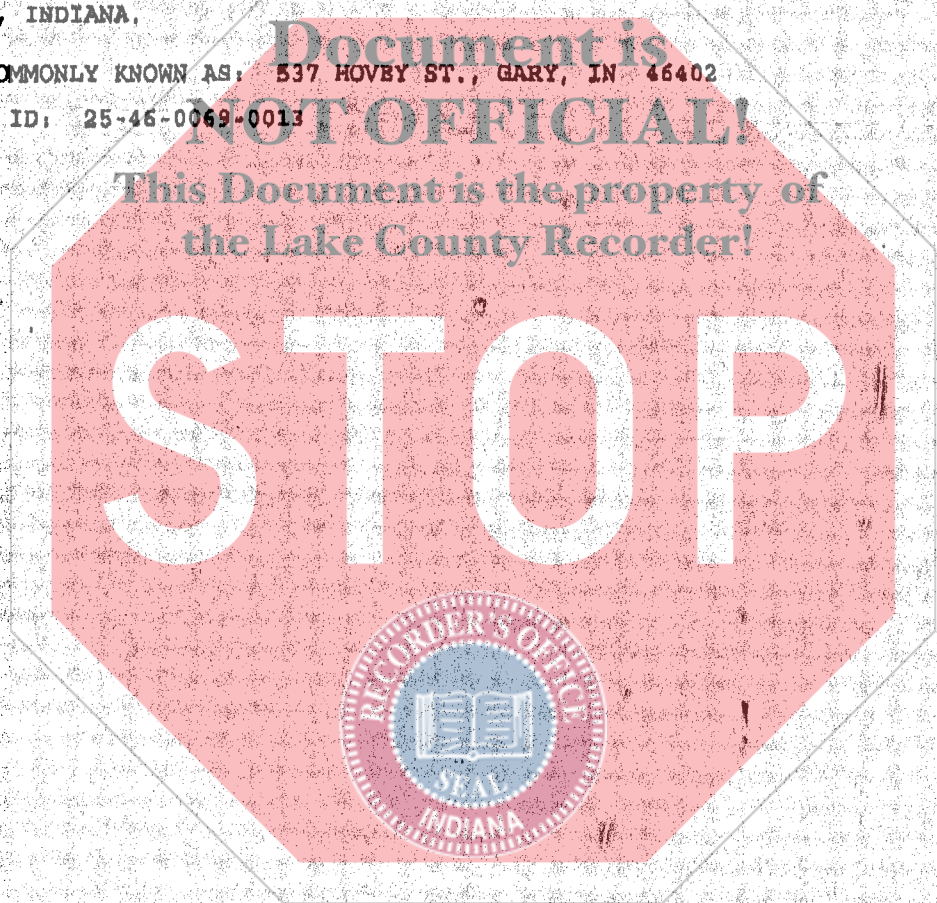 , INDIANA,
Document is
OMMONLY KNOWN AS: 537 HOVEY ST., GARY, IN 46402
NOT OFFICIAL!
ID: 25-46-0069-0013
This Document is the property of
the Lake County Recorder!
STOP
RECORDER'S OFFICE
SEAL
INDIANA